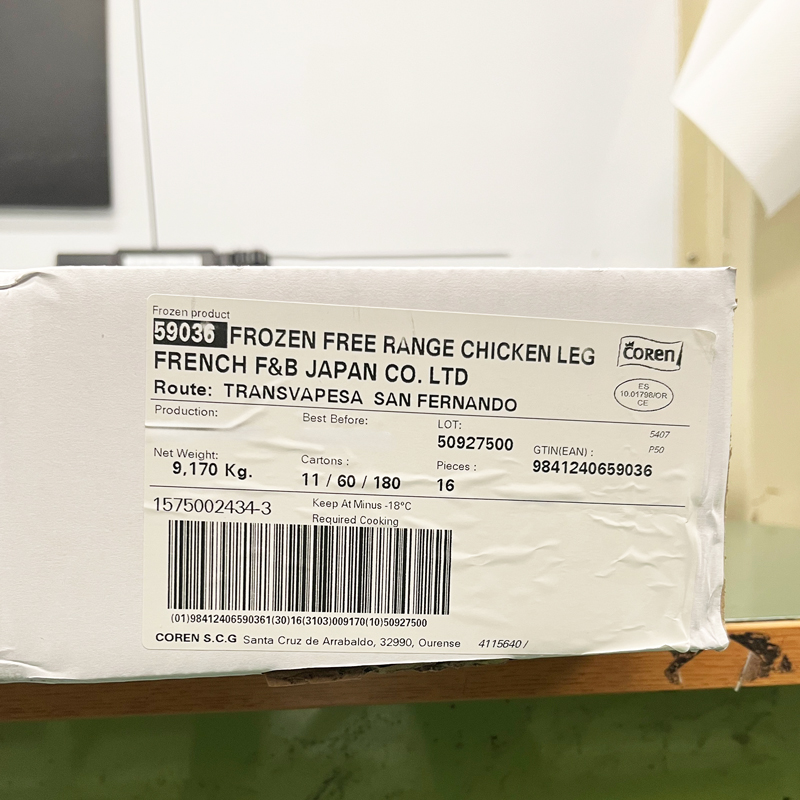 Frozen product
59036 FROZEN FREE RANGE CHICKEN LEG
FRENCH F&B JAPAN CO. LTD
Route: TRANSVAPESA SAN FERNANDO
coren
ES
10.01798/OR
CE
Production:
Best Before:
LOT:
50927500
5407
P50
GTIN(EAN) :
9841240659036
Net Weight:
9,170 Kg.
Cartons :
11 / 60 / 180
Pieces :
16
1575002434-3
Keep At Minus -18°C
Required Cooking
(01)98412406590361(30)16(3103)009170(10)50927500
COREN S.C.G Santa Cruz de Arrabaldo, 32990, Ourense 4115640 /